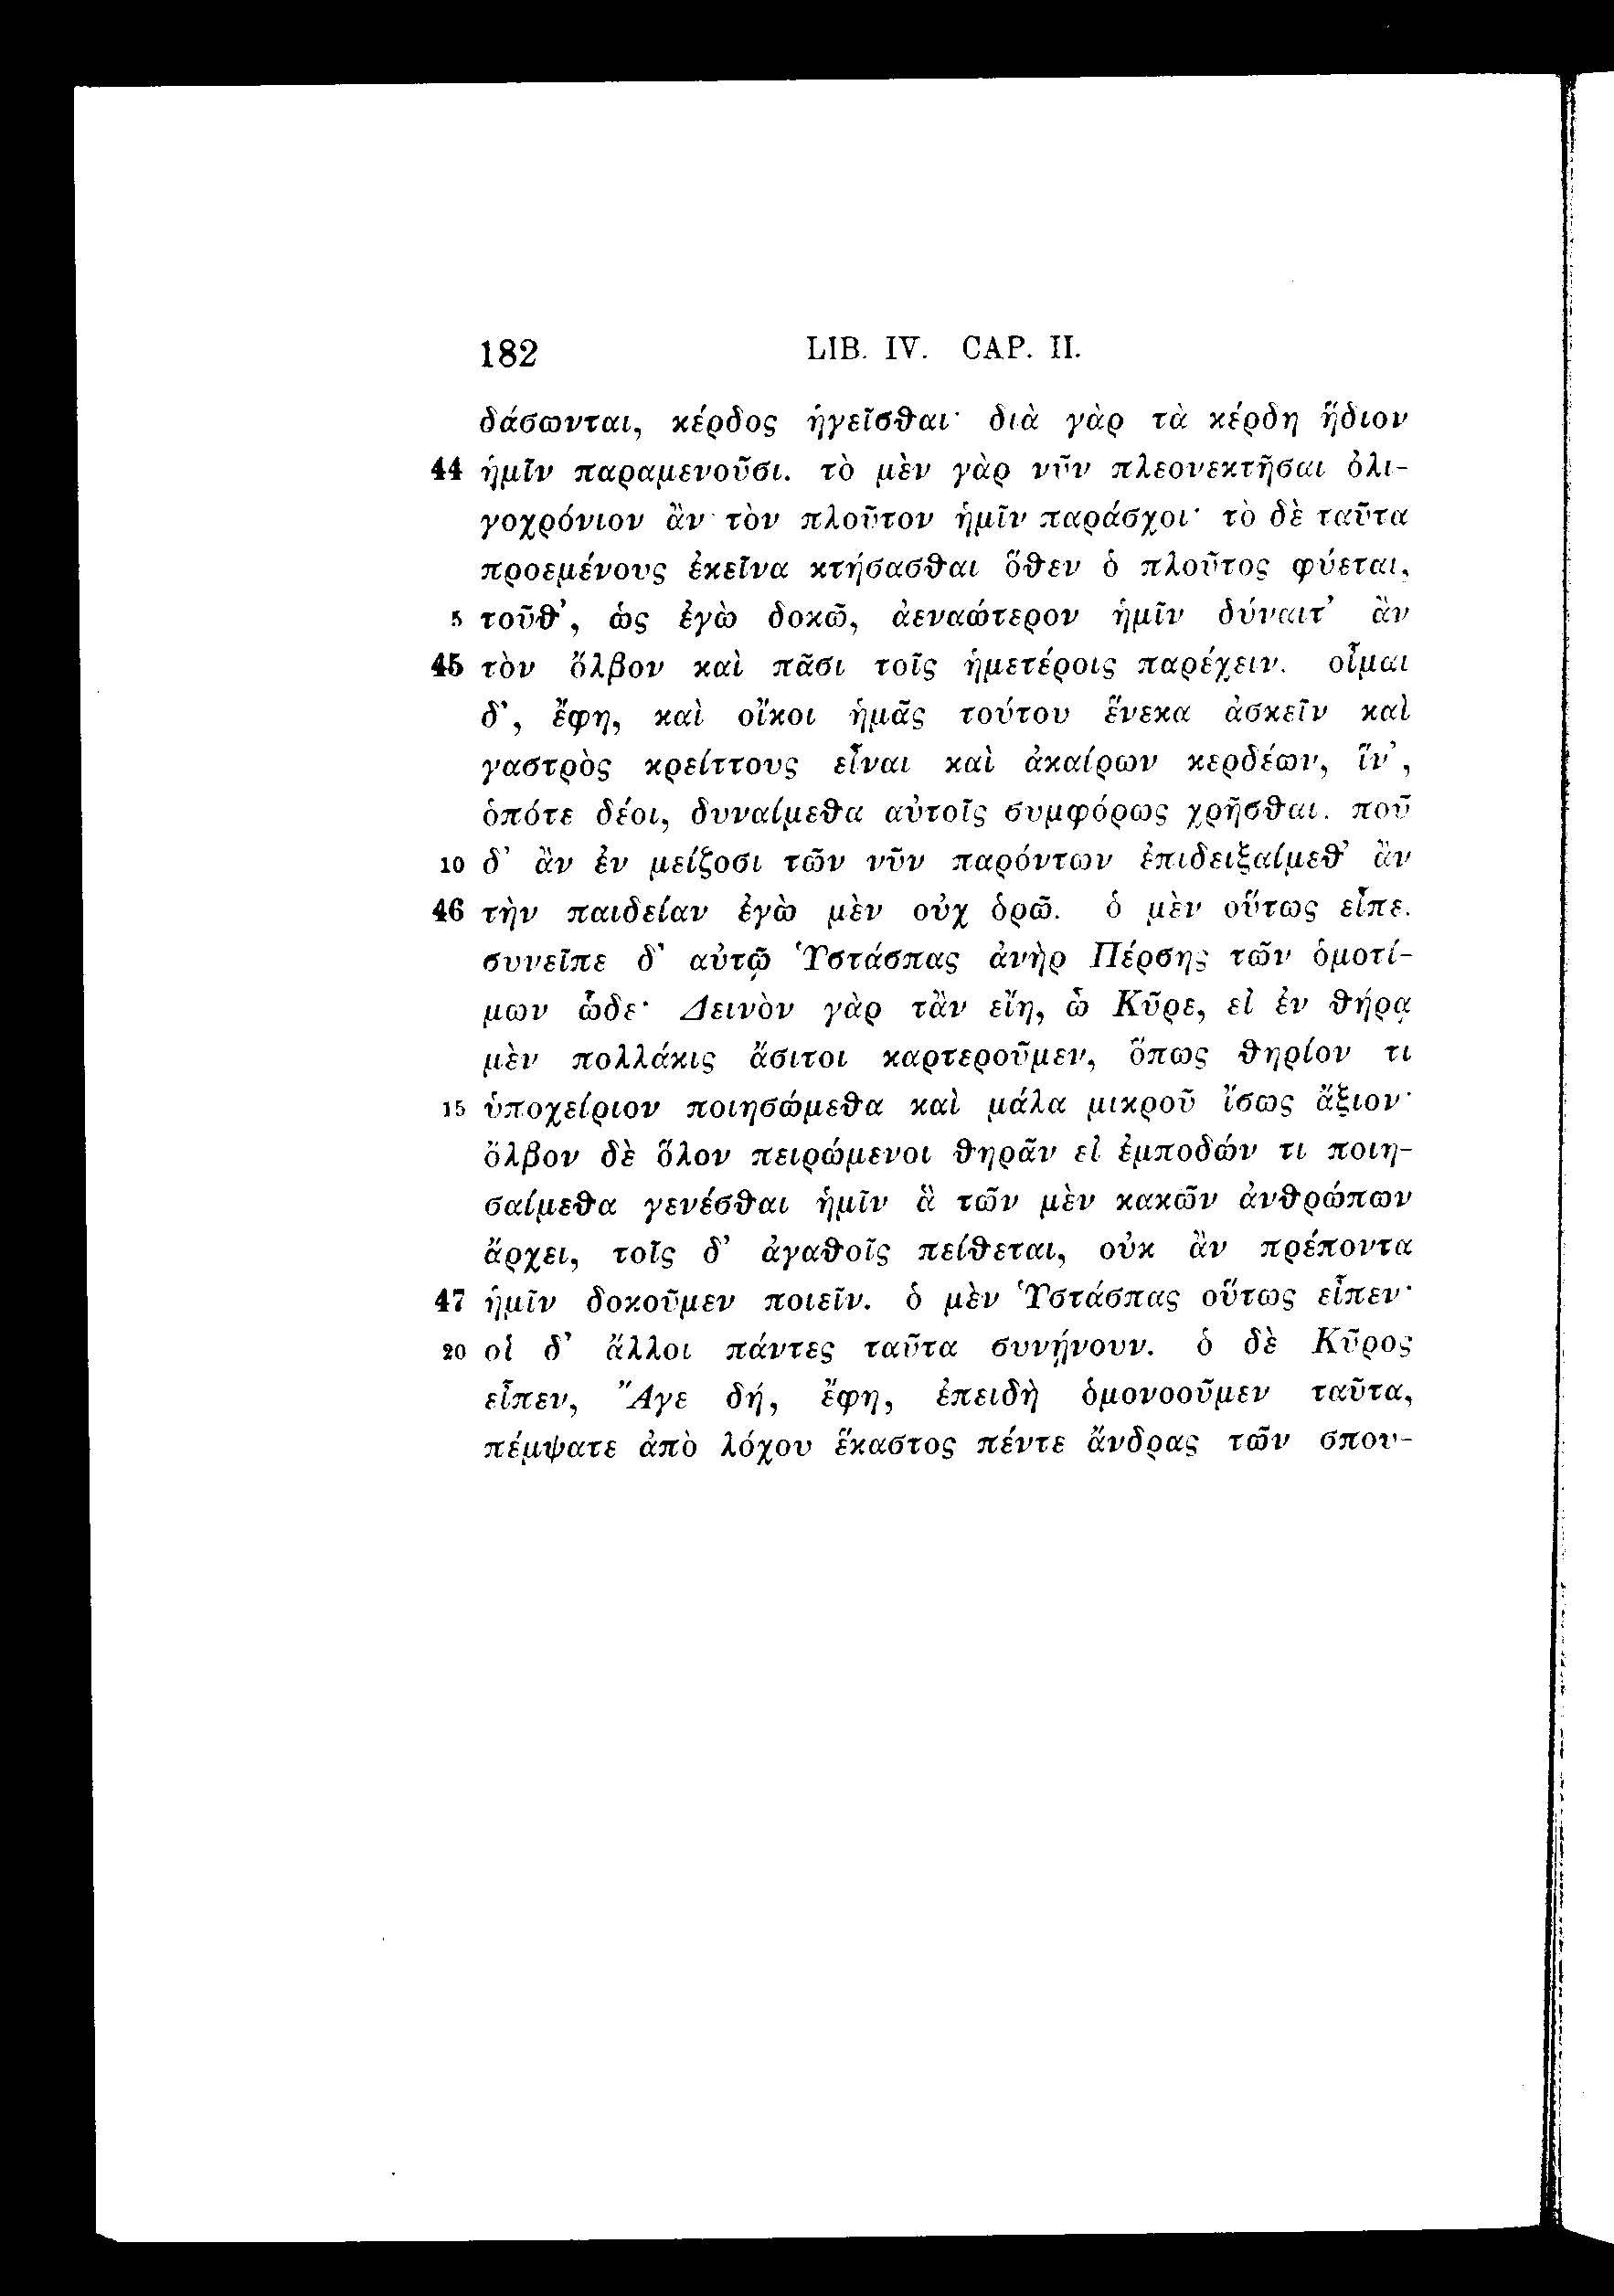 182 LIB. IV. CAP. II.
δάσωνται, κέρδος ἡγεῖσθαι· διὰ γὰρ τὰ κέρδη ἥδιον
44 ἡμῖν παραμενοῦσι. τὸ μὲν γὰρ νῦν πλεονεκτῆσαι ὀλι-
γοχρόνιον ἂν τὸν πλοῦτον ἡμῖν παράσχοι· τὸ δὲ ταῦτα
προεμένους ἐκεῖνα κτήσασθαι ὅθεν ὁ πλοῦτος φύεται,
5 τοῦθ’, ὡς ἐγὼ δοκῶ, ἀεναώτερον ἡμῖν δύναιτ’ ἂν
45 τὸν ὄλβον καὶ πᾶσι τοῖς ἡμετέροις παρέχειν. οἶμαι
δ’, ἔφη, καὶ οἴκοι ἡμᾶς τούτου ἕνεκα ἀσκεῖν καὶ
γαστρὸς κρείττους εἶναι καὶ ἀκαίρων κερδέων, ἵν’,
ὁπότε δέοι, δυναίμεθα αὐτοῖς συμφόρως χρῆσθαι. ποῦ
10 δ’ ἂν ἐν μείζοσι τῶν νῦν παρόντων ἐπιδειξαίμεθ’ ἂν
46 τὴν παιδείαν ἐγὼ μὲν οὐχ ὁρῶ. ὁ μὲν οὕτως εἶπε.
συνεῖπε δ’ αὐτῷ Ὑστάσπας ἀνὴρ Πέρσης τῶν ὁμοτί-
μων ὧδε· Δεινὸν γὰρ τἂν εἴη, ὦ Κῦρε, εἰ ἐν θήρᾳ
μὲν πολλάκις ἄσιτοι καρτεροῦμεν, ὅπως θηρίον τι
15 ὑποχείριον ποιησώμεθα καὶ μάλα μικροῦ ἴσως ἄξιον·
ὄλβον δὲ ὅλον πειρώμενοι θηρᾶν εἰ ἐμποδών τι ποιη-
σαίμεθα γενέσθαι ἡμῖν ἃ τῶν μὲν κακῶν ἀνθρώπων
ἄρχει, τοῖς δ’ ἀγαθοῖς πείθεται, οὐκ ἂν πρέποντα
47 ἡμῖν δοκοῦμεν ποιεῖν. ὁ μὲν Ὑστάσπας οὕτως εἶπεν·
20 οἱ δ’ ἄλλοι πάντες ταῦτα συνῄνουν. ὁ δὲ Κῦρος
εἶπεν, Ἄγε δή, ἔφη, ἐπειδὴ ὁμονοοῦμεν ταῦτα,
πέμψατε ἀπὸ λόχου ἕκαστος πέντε ἄνδρας τῶν σπου-